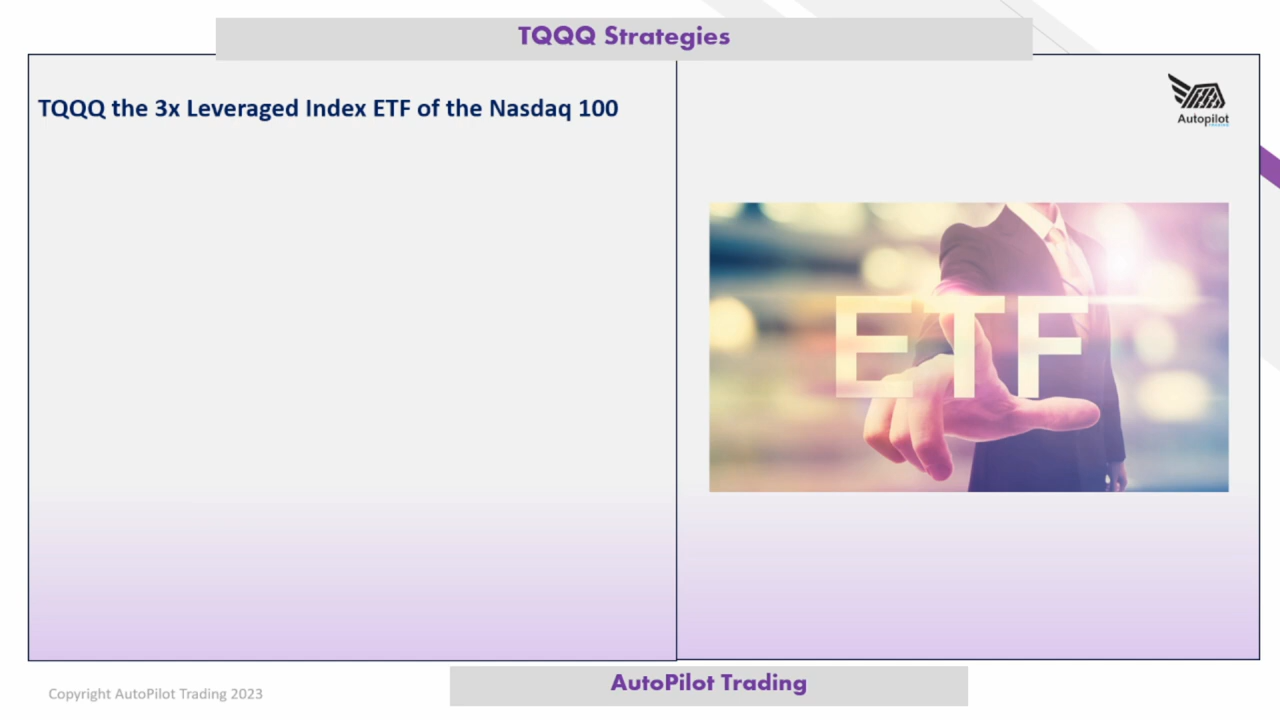 TQQQ Strategies
TQQQ the 3x Leveraged Index ETF of the Nasdaq 100
Autopilot
ETF
AutoPilot Trading
Copyright AutoPilot Trading 2023